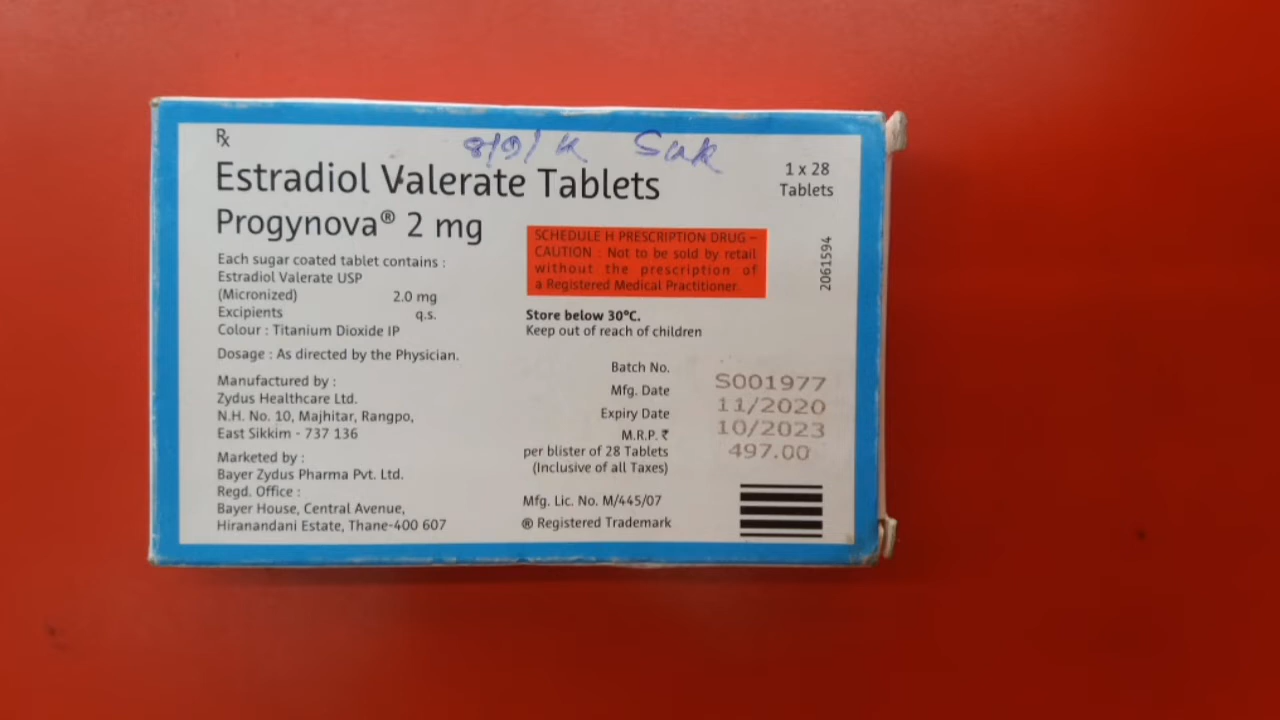 Rx
Estradiol Valerate Tablets
Progynova® 2 mg
1 x 28
Tablets
Each sugar coated tablet contains :
Estradiol Valerate USP
(Micronized) 2.0 mg
Excipients q.s.
Colour : Titanium Dioxide IP
Dosage : As directed by the Physician.
Manufactured by :
Zydus Healthcare Ltd.
N.H. No. 10, Majhitar, Rangpo,
East Sikkim - 737 136
Marketed by :
Bayer Zydus Pharma Pvt. Ltd.
Regd. Office :
Bayer House, Central Avenue,
Hiranandani Estate, Thane-400 607
SCHEDULE H PRESCRIPTION DRUG –
CAUTION : Not to be sold by retail
without the prescription of
a Registered Medical Practitioner.
2061594
Store below 30°C.
Keep out of reach of children
Batch No. S001977
Mfg. Date 11/2020
Expiry Date 10/2023
M.R.P. ₹ 497.00
per blister of 28 Tablets
(Inclusive of all Taxes)
Mfg. Lic. No. M/445/07
® Registered Trademark